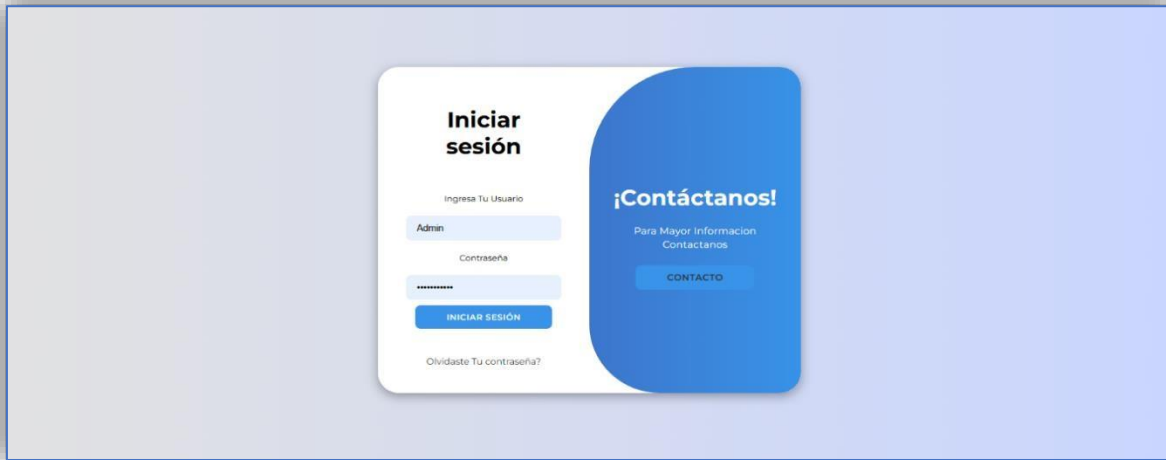 Iniciar
sesión
Ingresa Tu Usuario
Admin
Contraseña
•••••••••••
INICIAR SESIÓN
Olvidaste Tu contraseña?
¡Contáctanos!
Para Mayor Informacion
Contactanos
CONTACTO